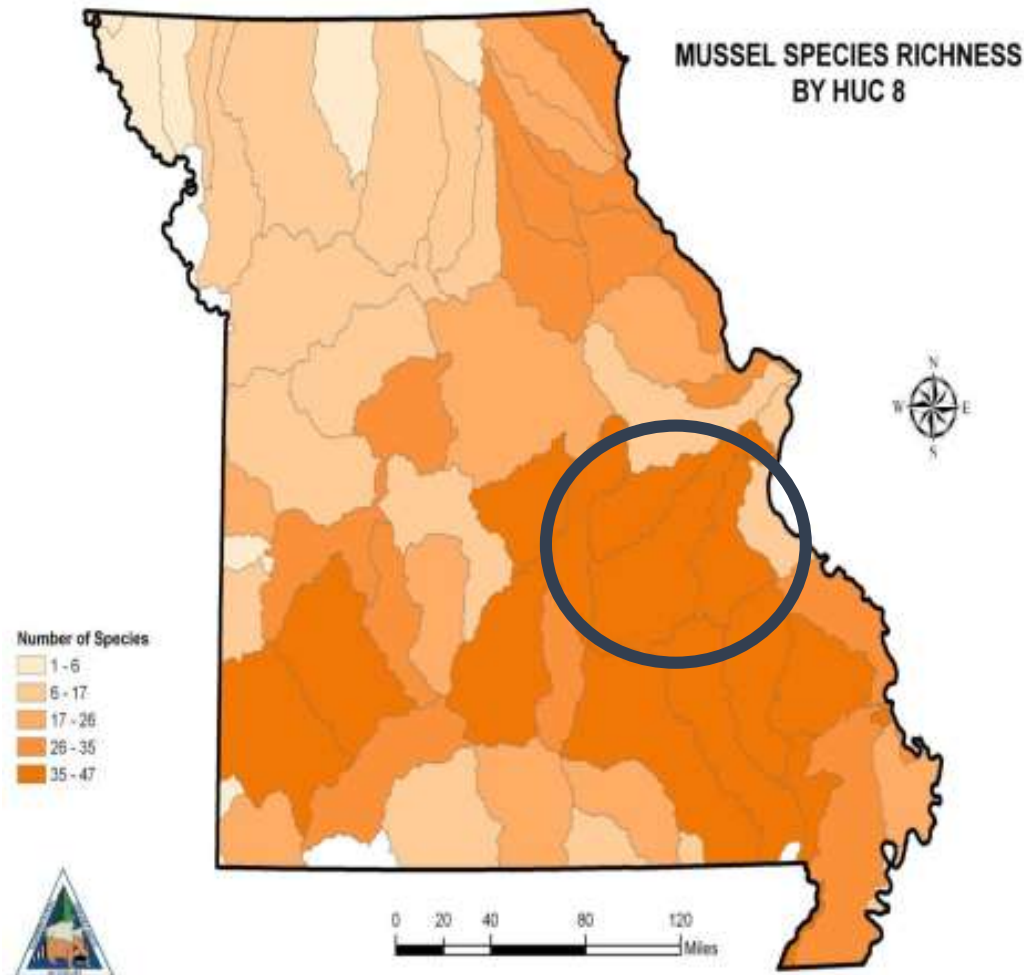 MUSSEL SPECIES RICHNESS
BY HUC 8
N
W E
S
Number of Species
1 - 6
6 - 17
17 - 26
26 - 35
35 - 47
0 20 40 80 120
Miles